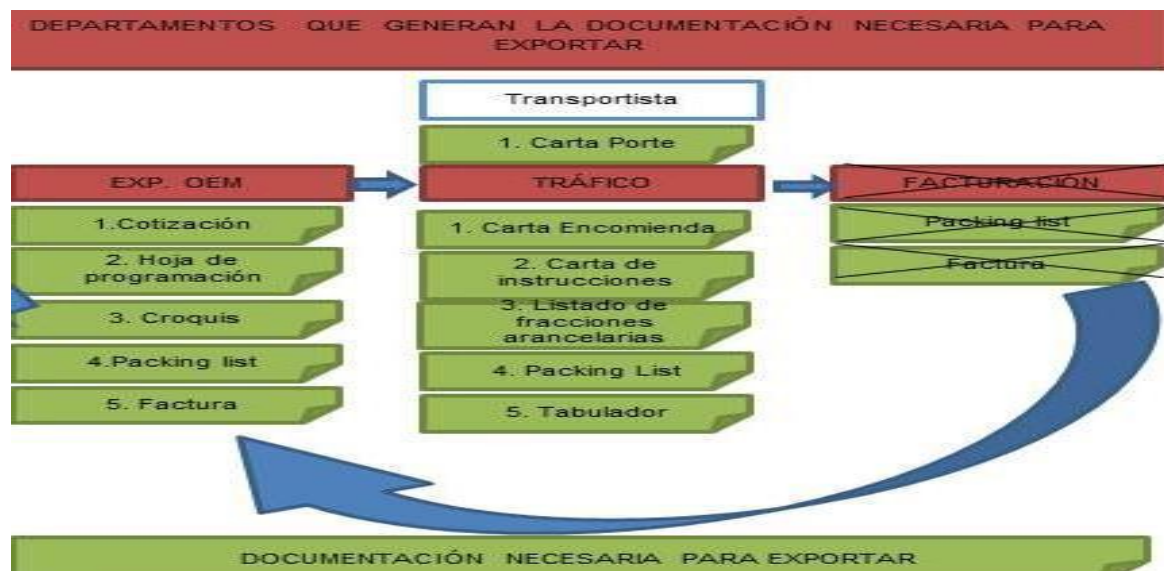 DEPARTAMENTOS QUE GENERAN LA DOCUMENTACIÓN NECESARIA PARA
EXPORTAR
Transportista
1. Carta Porte
EXP. OEM
TRÁFICO
FACTURACIÓN
1.Cotización
2. Hoja de
programación
3. Croquis
4.Packing list
5. Factura
1. Carta Encomienda
2. Carta de
instrucciones
3. Listado de
fracciones
arancelarias
4. Packing List
5. Tabulador
Packing list
Factura
DOCUMENTACIÓN NECESARIA PARA EXPORTAR